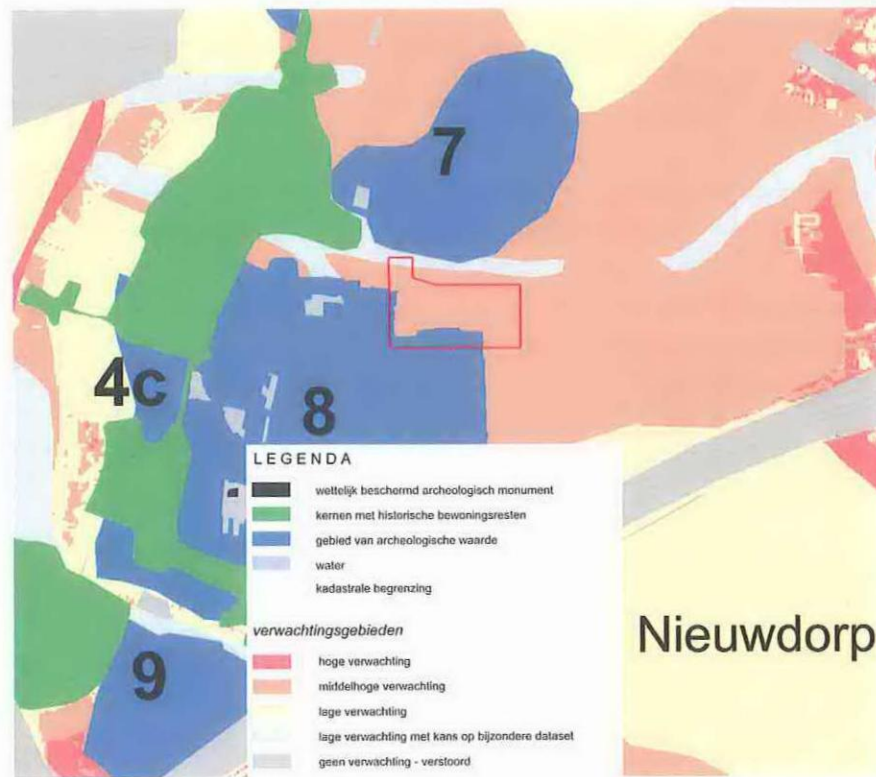 7
4c
8
LEGENDA
wettelijk beschermd archeologisch monument
kernen met historische bewoningsresten
gebied van archeologische waarde
water
kadastrale begrenzing
verwachtingsgebieden
hoge verwachting
middelhoge verwachting
lage verwachting
lage verwachting met kans op bijzondere dataset
geen verwachting - verstoord
Nieuwdorp
9